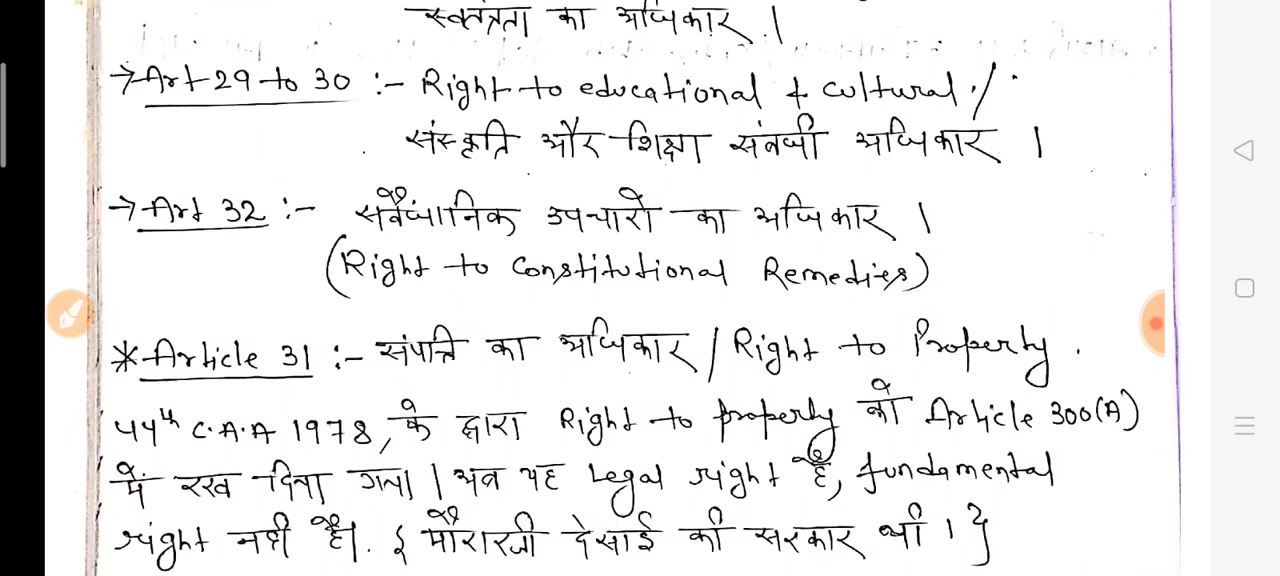 स्वतंत्रता का अधिकार ।
→ Art 29 to 30 :- Right to educational & cultural /
संस्कृति और शिक्षा संबंधी अधिकार ।
→ Art 32 :- संवैधानिक उपचारों का अधिकार ।
(Right to Constitutional Remedies)
* Article 31 :- संपत्ति का अधिकार / Right to Property .
44th C.A.A 1978, के द्वारा Right to property को Article 300(A)
में रख दिया गया । अब यह Legal right है, fundamental
right नहीं है। { मोरारजी देसाई की सरकार थी । }